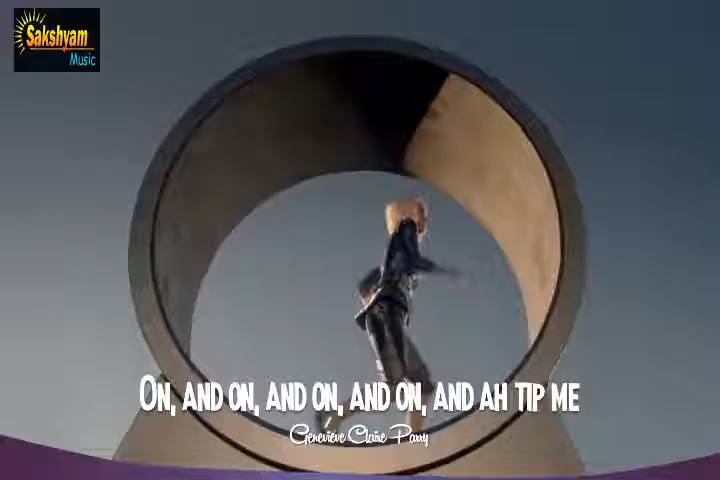 Sakshyam
Music
On, and on, and on, and on, and ah tip me
Genevieve Claire Parry